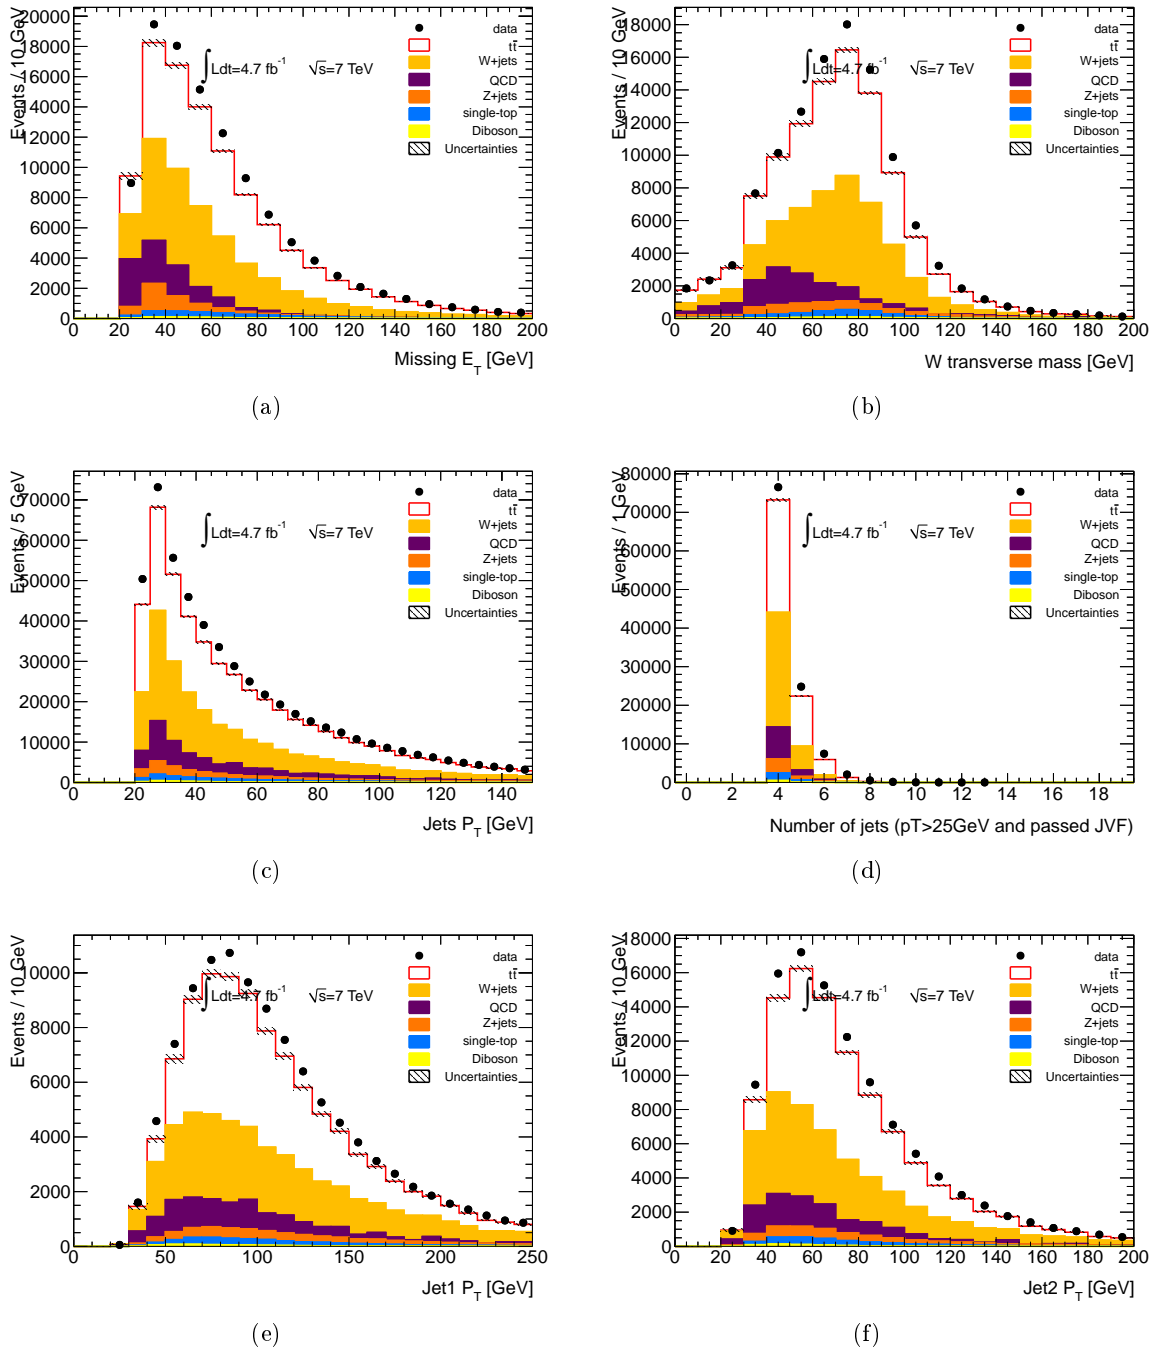 Events / 10 GeV
20000
18000
16000
14000
12000
10000
8000
6000
4000
2000
0
0 20 40 60 80 100 120 140 160 180 200
Missing E_T [GeV]
∫Ldt=4.7 fb⁻¹ √s=7 TeV
data
tt̄
W+jets
QCD
Z+jets
single-top
Diboson
Uncertainties
(a)
Events / 10 GeV
18000
16000
14000
12000
10000
8000
6000
4000
2000
0
0 20 40 60 80 100 120 140 160 180 200
W transverse mass [GeV]
∫Ldt=4.7 fb⁻¹ √s=7 TeV
data
tt̄
W+jets
QCD
Z+jets
single-top
Diboson
Uncertainties
(b)
Events / 5 GeV
70000
60000
50000
40000
30000
20000
10000
0
0 20 40 60 80 100 120 140
Jets P_T [GeV]
∫Ldt=4.7 fb⁻¹ √s=7 TeV
data
tt̄
W+jets
QCD
Z+jets
single-top
Diboson
Uncertainties
(c)
Events / 1 GeV
80000
70000
60000
50000
40000
30000
20000
10000
0
0 2 4 6 8 10 12 14 16 18
Number of jets (pT>25GeV and passed JVF)
∫Ldt=4.7 fb⁻¹ √s=7 TeV
data
tt̄
W+jets
QCD
Z+jets
single-top
Diboson
Uncertainties
(d)
Events / 10 GeV
10000
8000
6000
4000
2000
0
0 50 100 150 200 250
Jet1 P_T [GeV]
∫Ldt=4.7 fb⁻¹ √s=7 TeV
data
tt̄
W+jets
QCD
Z+jets
single-top
Diboson
Uncertainties
(e)
Events / 10 GeV
18000
16000
14000
12000
10000
8000
6000
4000
2000
0
0 20 40 60 80 100 120 140 160 180 200
Jet2 P_T [GeV]
∫Ldt=4.7 fb⁻¹ √s=7 TeV
data
tt̄
W+jets
QCD
Z+jets
single-top
Diboson
Uncertainties
(f)